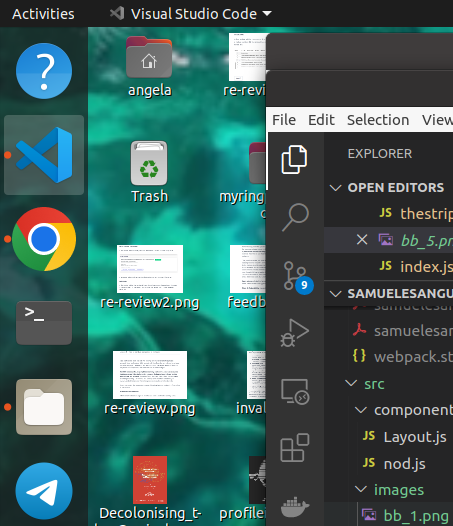 Activities
Visual Studio Code
angela
re-revi
Trash
myring
re-review2.png
feedb
re-review.png
inval
Decolonising_t-
profile
>_
File Edit Selection View
EXPLORER
OPEN EDITORS
JS thestrip
bb_5.pn
JS index.js
9
SAMUELESANGU
samuelesan
webpack.st
src
component
JS Layout.js
JS nod.js
images
bb_1.png